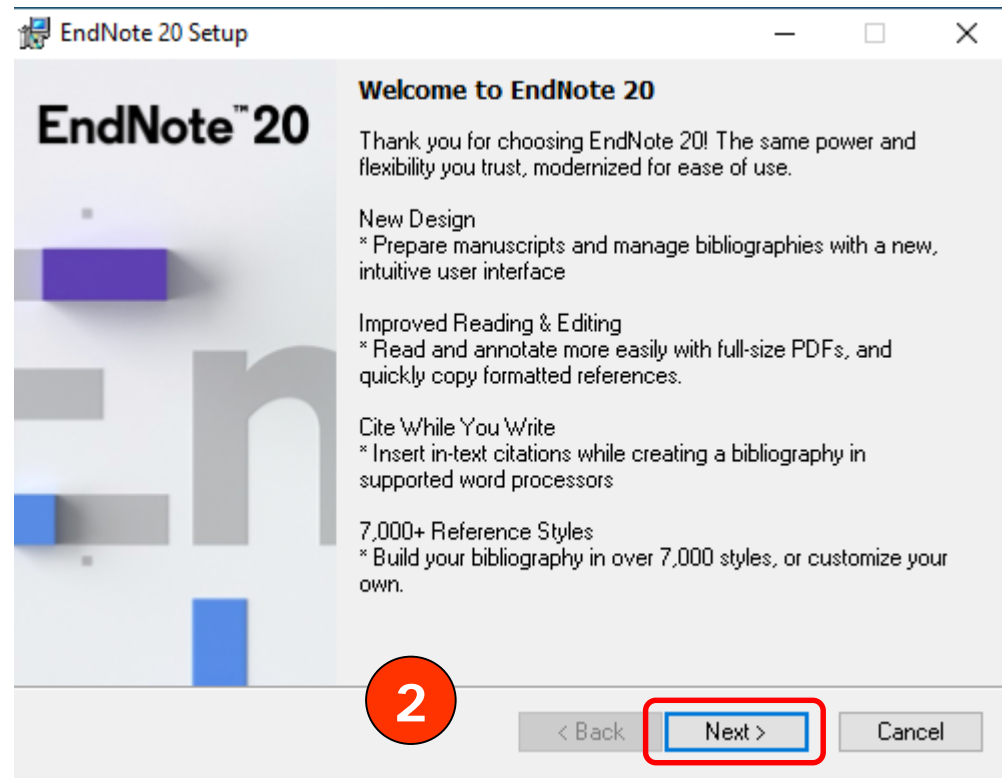 EndNote 20 Setup
EndNote™20
Welcome to EndNote 20
Thank you for choosing EndNote 20! The same power and
flexibility you trust, modernized for ease of use.
New Design
* Prepare manuscripts and manage bibliographies with a new,
intuitive user interface
Improved Reading & Editing
* Read and annotate more easily with full-size PDFs, and
quickly copy formatted references.
Cite While You Write
* Insert in-text citations while creating a bibliography in
supported word processors
7,000+ Reference Styles
* Build your bibliography in over 7,000 styles, or customize your
own.
2
< Back
Next >
Cancel